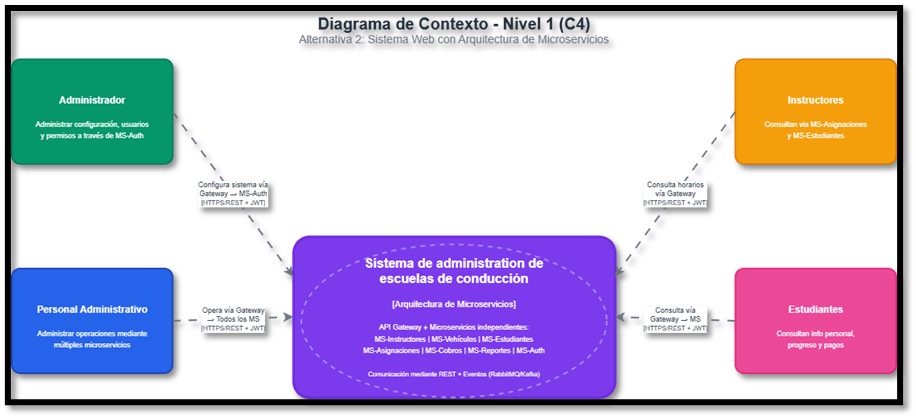 Diagrama de Contexto - Nivel 1 (C4)
Alternativa 2: Sistema Web con Arquitectura de Microservicios
Administrador
Administrar configuración, usuarios
y permisos a través de MS-Auth
Instructores
Consultan via MS-Asignaciones
y MS-Estudiantes
Configura sistema vía
Gateway → MS-Auth
[HTTPS/REST + JWT]
Consulta horarios
vía Gateway
[HTTPS/REST + JWT]
Personal Administrativo
Administrar operaciones mediante
múltiples microservicios
Opera vía Gateway
→ Todos los MS
[HTTPS/REST + JWT]
Sistema de administration de
escuelas de conducción
[Arquitectura de Microservicios]
API Gateway + Microservicios independientes:
MS-Instructores | MS-Vehículos | MS-Estudiantes
MS-Asignaciones | MS-Cobros | MS-Reportes | MS-Auth
Comunicación mediante REST + Eventos (RabbitMQ/Kafka)
Consulta vía
Gateway → MS
[HTTPS/REST + JWT]
Estudiantes
Consultan info personal,
progreso y pagos